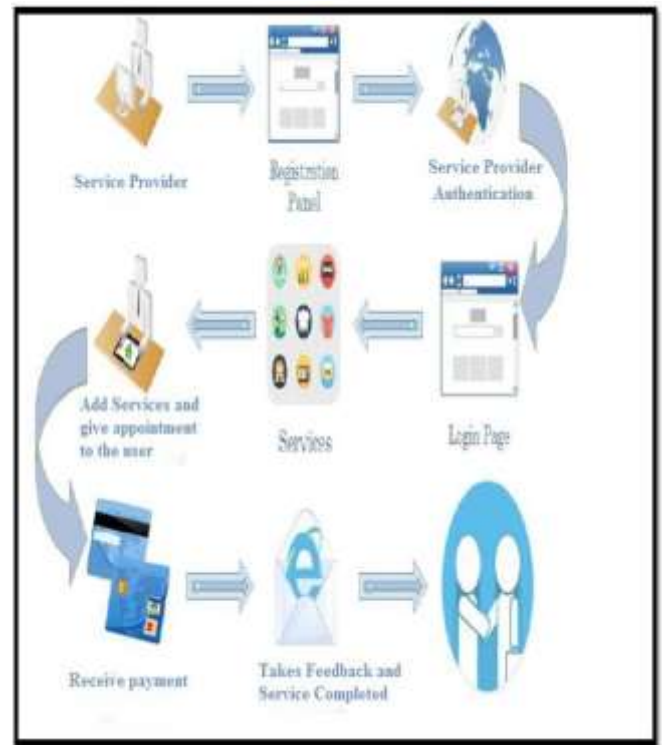 Service Provider
Registration
Panel
Service Provider
Authentication
Add Services and
give appointment
to the user
Services
Login Page
Receive payment
Takes Feedback and
Service Completed